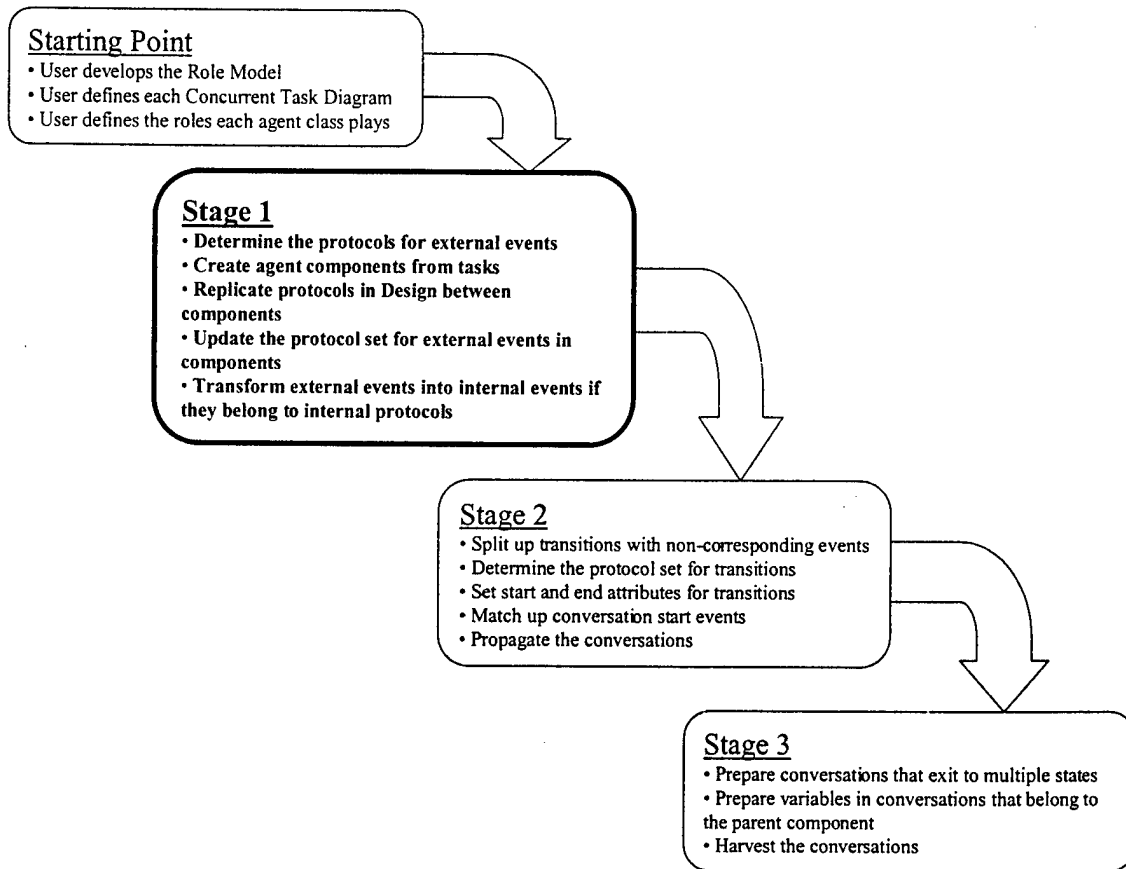 Starting Point
• User develops the Role Model
• User defines each Concurrent Task Diagram
• User defines the roles each agent class plays
Stage 1
• Determine the protocols for external events
• Create agent components from tasks
• Replicate protocols in Design between
components
• Update the protocol set for external events in
components
• Transform external events into internal events if
they belong to internal protocols
Stage 2
• Split up transitions with non-corresponding events
• Determine the protocol set for transitions
• Set start and end attributes for transitions
• Match up conversation start events
• Propagate the conversations
Stage 3
• Prepare conversations that exit to multiple states
• Prepare variables in conversations that belong to
the parent component
• Harvest the conversations